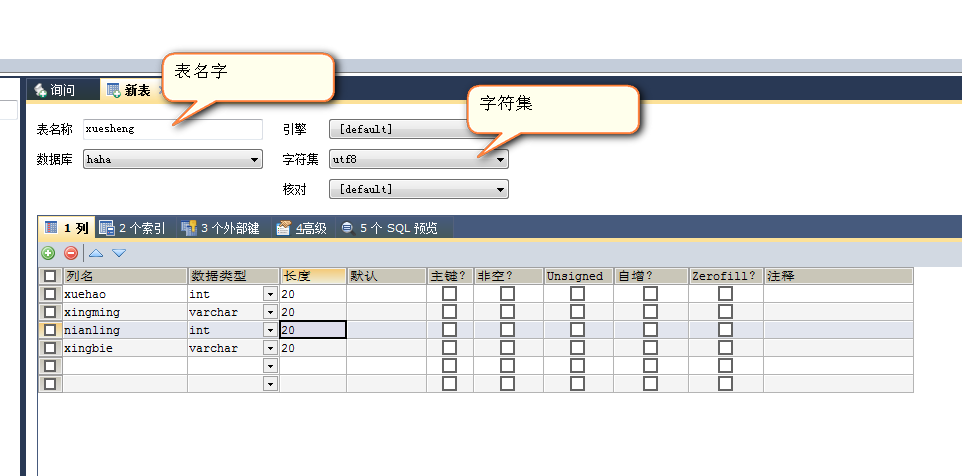 表名字
询问 新表
字符集
表名称 xuesheng 引擎 [default]
数据库 haha 字符集 utf8
核对 [default]
1 列 2 个索引 3 个外部键 4高级 5 个 SQL 预览
列名 数据类型 长度 默认 主键? 非空? Unsigned 自增? Zerofill? 注释
xuehao int 20
xingming varchar 20
nianling int 20
xingbie varchar 20